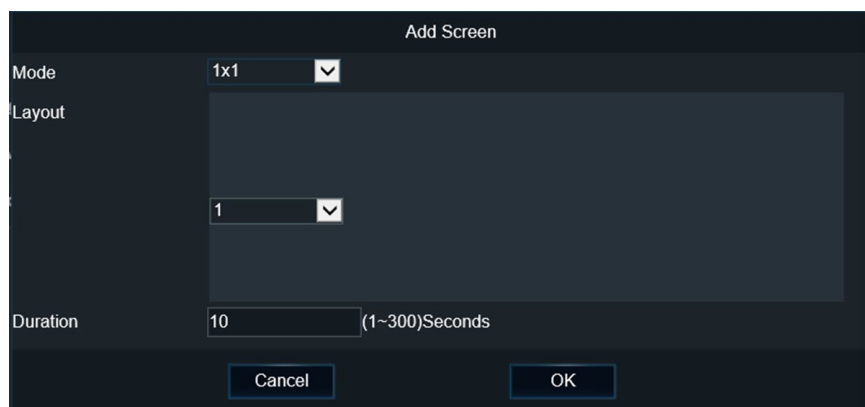 Add Screen
Mode 1x1
Layout
1
Duration 10 (1~300)Seconds
Cancel OK